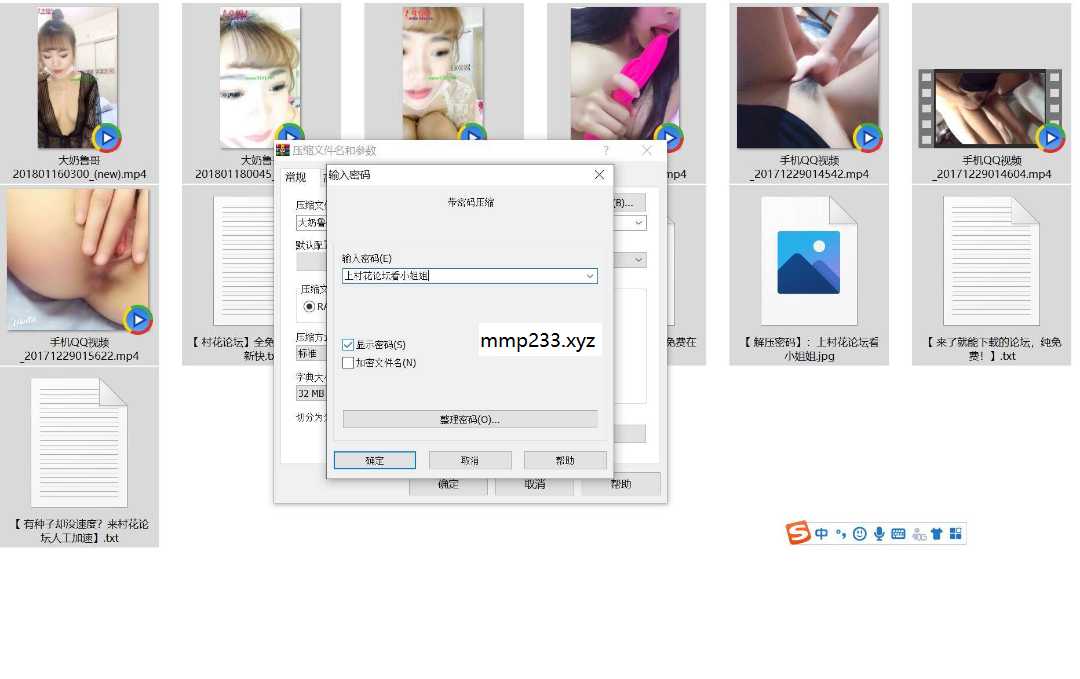 大奶鲁哥
201801160300_(new).mp4
大奶鲁
201801180045_
mp4
手机QQ视频
_20171229014542.mp4
手机QQ视频
_20171229014604.mp4
压缩文件名和参数
?
常规
输入密码
压缩文
(B)...
大奶鲁
带密码压缩
默认配
输入密码(E)
上村花论坛看小姐姐
压缩文
RA
压缩方
标准
显示密码(S)
加密文件名(N)
mmp233.xyz
字典大
32 MB
切分为
整理密码(O)...
确定
取消
帮助
确定
取消
帮助
手机QQ视频
_20171229015622.mp4
【 村花论坛】全免
新快.t
免费在
【 解压密码】：上村花论坛看
小姐姐.jpg
【 来了就能下载的论坛，纯免
费！】.txt
【 有种子却没速度？来村花论
坛人工加速】.txt
中